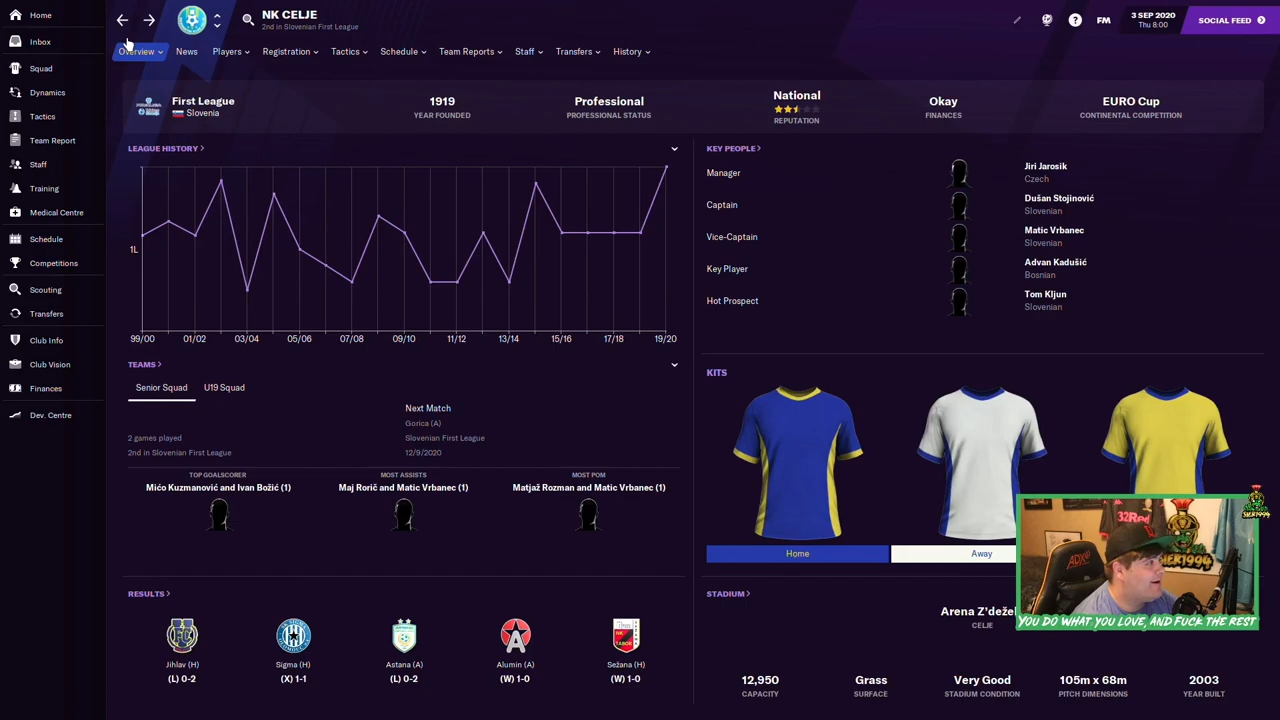 Home
Inbox
Squad
Dynamics
Tactics
Team Report
Staff
Training
Medical Centre
Schedule
Competitions
Scouting
Transfers
Club Info
Club Vision
Finances
Dev. Centre
NK CELJE
2nd in Slovenian First League
FM
3 SEP 2020
Thu 8:00
SOCIAL FEED
Overview
News
Players
Registration
Tactics
Schedule
Team Reports
Staff
Transfers
History
First League
Slovenia
1919
YEAR FOUNDED
Professional
PROFESSIONAL STATUS
National
REPUTATION
Okay
FINANCES
EURO Cup
CONTINENTAL COMPETITION
LEAGUE HISTORY
1L
99/00 01/02 03/04 05/06 07/08 09/10 11/12 13/14 15/16 17/18 19/20
TEAMS
Senior Squad U19 Squad
Next Match
Gorica (A)
2 games played Slovenian First League
2nd in Slovenian First League 12/9/2020
TOP GOALSCORER
Mićo Kuzmanović and Ivan Božić (1)
MOST ASSISTS
Maj Rorič and Matic Vrbanec (1)
MOST POM
Matjaž Rozman and Matic Vrbanec (1)
RESULTS
Jihlav (H)
(L) 0-2
Sigma (H)
(X) 1-1
Astana (A)
(L) 0-2
Alumin (A)
(W) 1-0
Sežana (H)
(W) 1-0
KEY PEOPLE
Manager
Jiri Jarosik
Czech
Captain
Dušan Stojinović
Slovenian
Vice-Captain
Matic Vrbanec
Slovenian
Key Player
Advan Kadušić
Bosnian
Hot Prospect
Tom Kljun
Slovenian
KITS
Home
Away
STADIUM
Arena Z'dežel
CELJE
12,950
CAPACITY
Grass
SURFACE
Very Good
STADIUM CONDITION
105m x 68m
PITCH DIMENSIONS
2003
YEAR BUILT
32Red
ADX
SIER1994
YOU DO WHAT YOU LOVE, AND FUCK THE REST